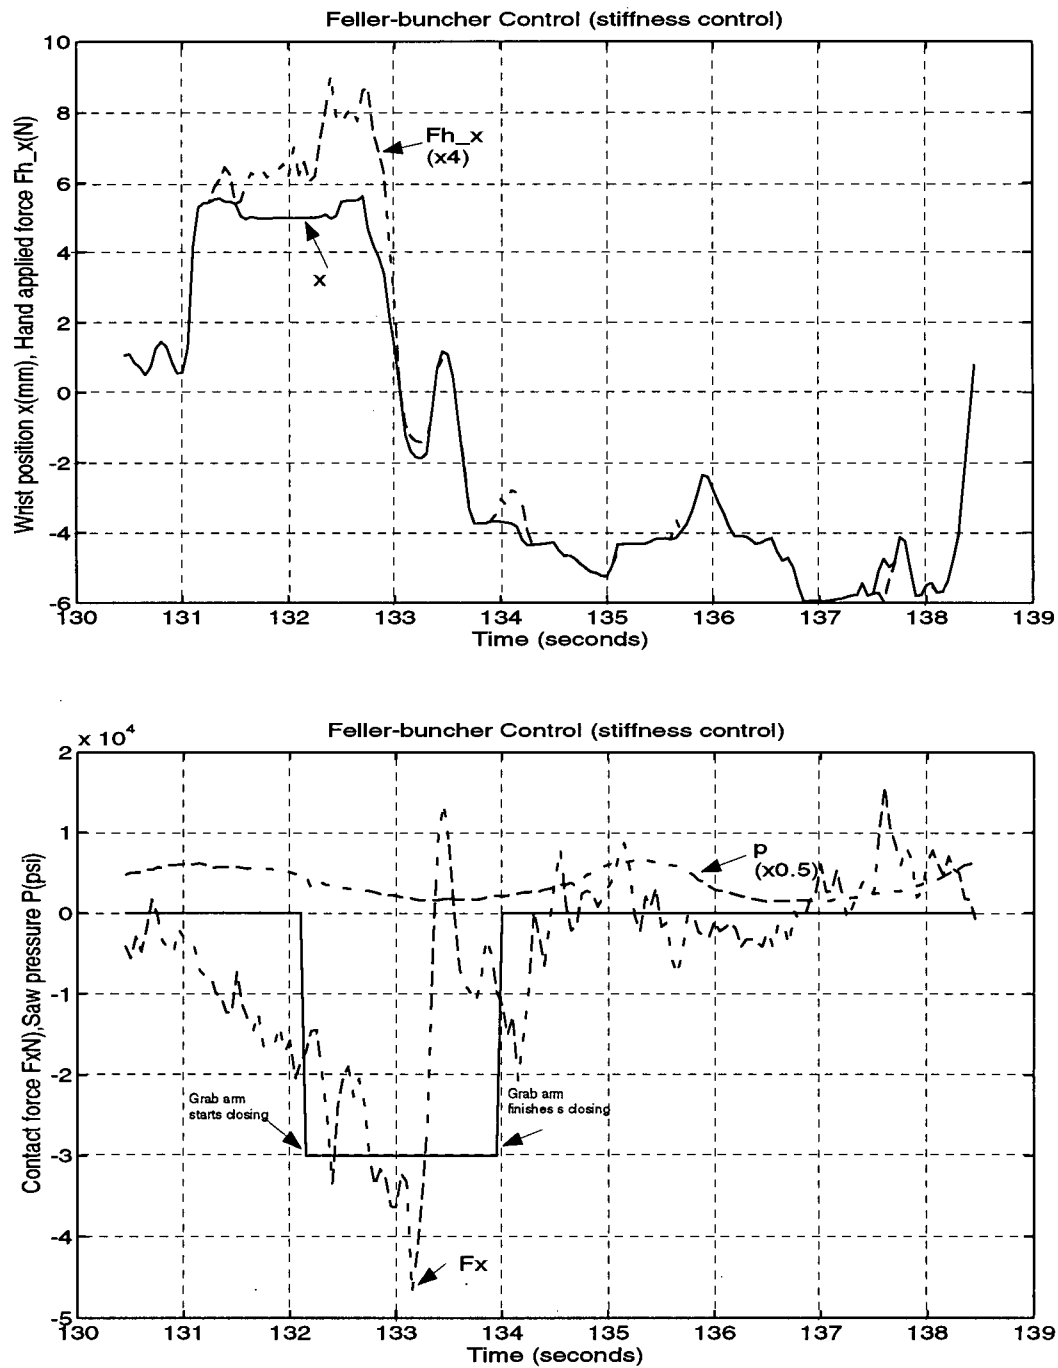 Feller-buncher Control (stiffness control)
10
8
6
4
2
0
-2
-4
-6
Wrist position x(mm), Hand applied force Fh_x(N)
Fh_x
(x4)
x
130 131 132 133 134 135 136 137 138 139
Time (seconds)
Feller-buncher Control (stiffness control)
x 10⁴
2
1
0
-1
-2
-3
-4
-5
Contact force FxN),Saw pressure P(psi)
p
(x0.5)
Grab arm
starts closing
Grab arm
finishes s closing
Fx
130 131 132 133 134 135 136 137 138 139
Time (seconds)